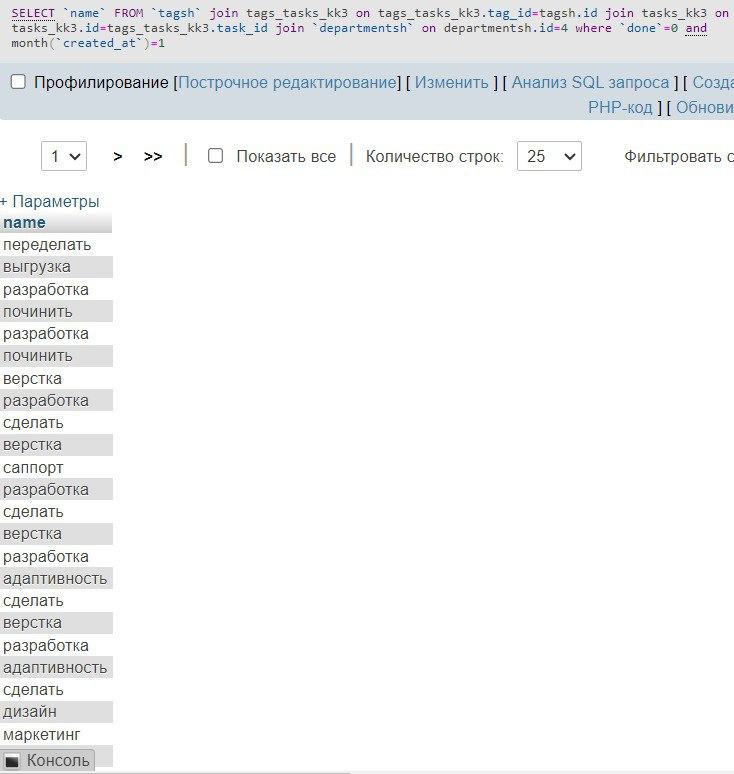 SELECT `name` FROM `tagsh` join tags_tasks_kk3 on tags_tasks_kk3.tag_id=tagsh.id join tasks_kk3 on
tasks_kk3.id=tags_tasks_kk3.task_id join `departmentsh` on departmentsh.id=4 where `done`=0 and
month(`created_at`)=1
Профилирование [Построчное редактирование] [ Изменить ] [ Анализ SQL запроса ] [ Созда
PHP-код ] [ Обнови
1 > >> | Показать все | Количество строк: 25 Фильтровать с
+ Параметры
name
переделать
выгрузка
разработка
починить
разработка
починить
верстка
разработка
сделать
верстка
саппорт
разработка
сделать
верстка
разработка
адаптивность
сделать
верстка
разработка
адаптивность
сделать
дизайн
маркетинг
Консоль